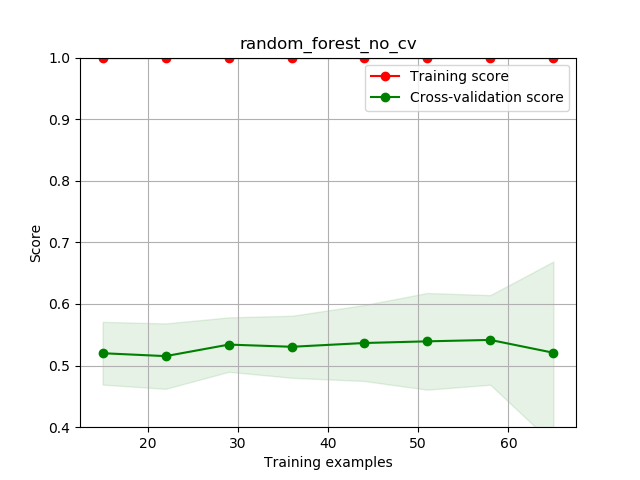 random_forest_no_cv
1.0
0.9
0.8
0.7
0.6
0.5
0.4
Score
Training score
Cross-validation score
20 30 40 50 60
Training examples